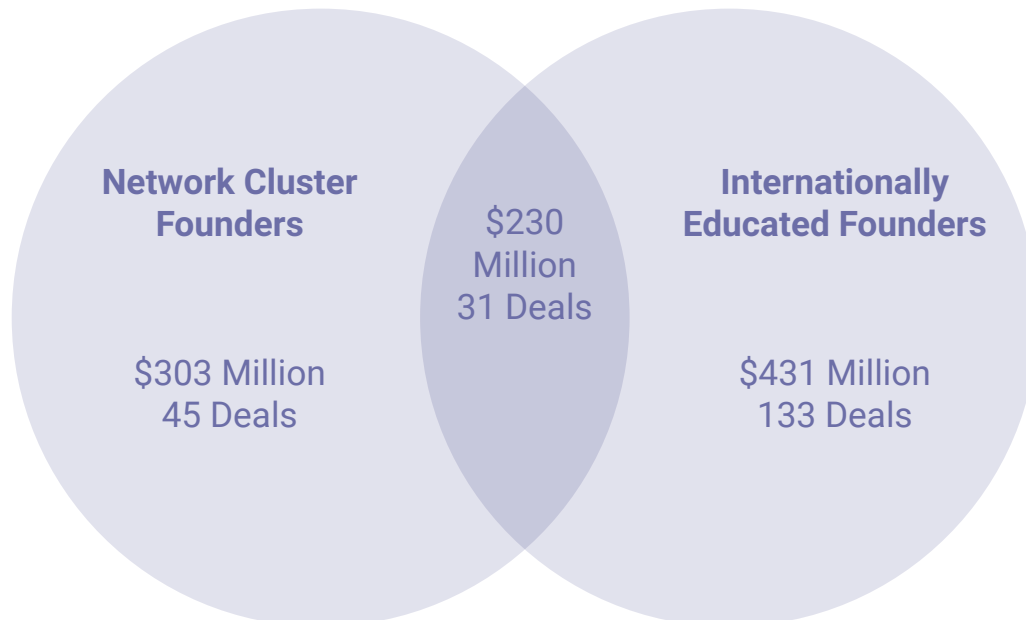 Network Cluster
Founders
$303 Million
45 Deals
$230
Million
31 Deals
Internationally
Educated Founders
$431 Million
133 Deals